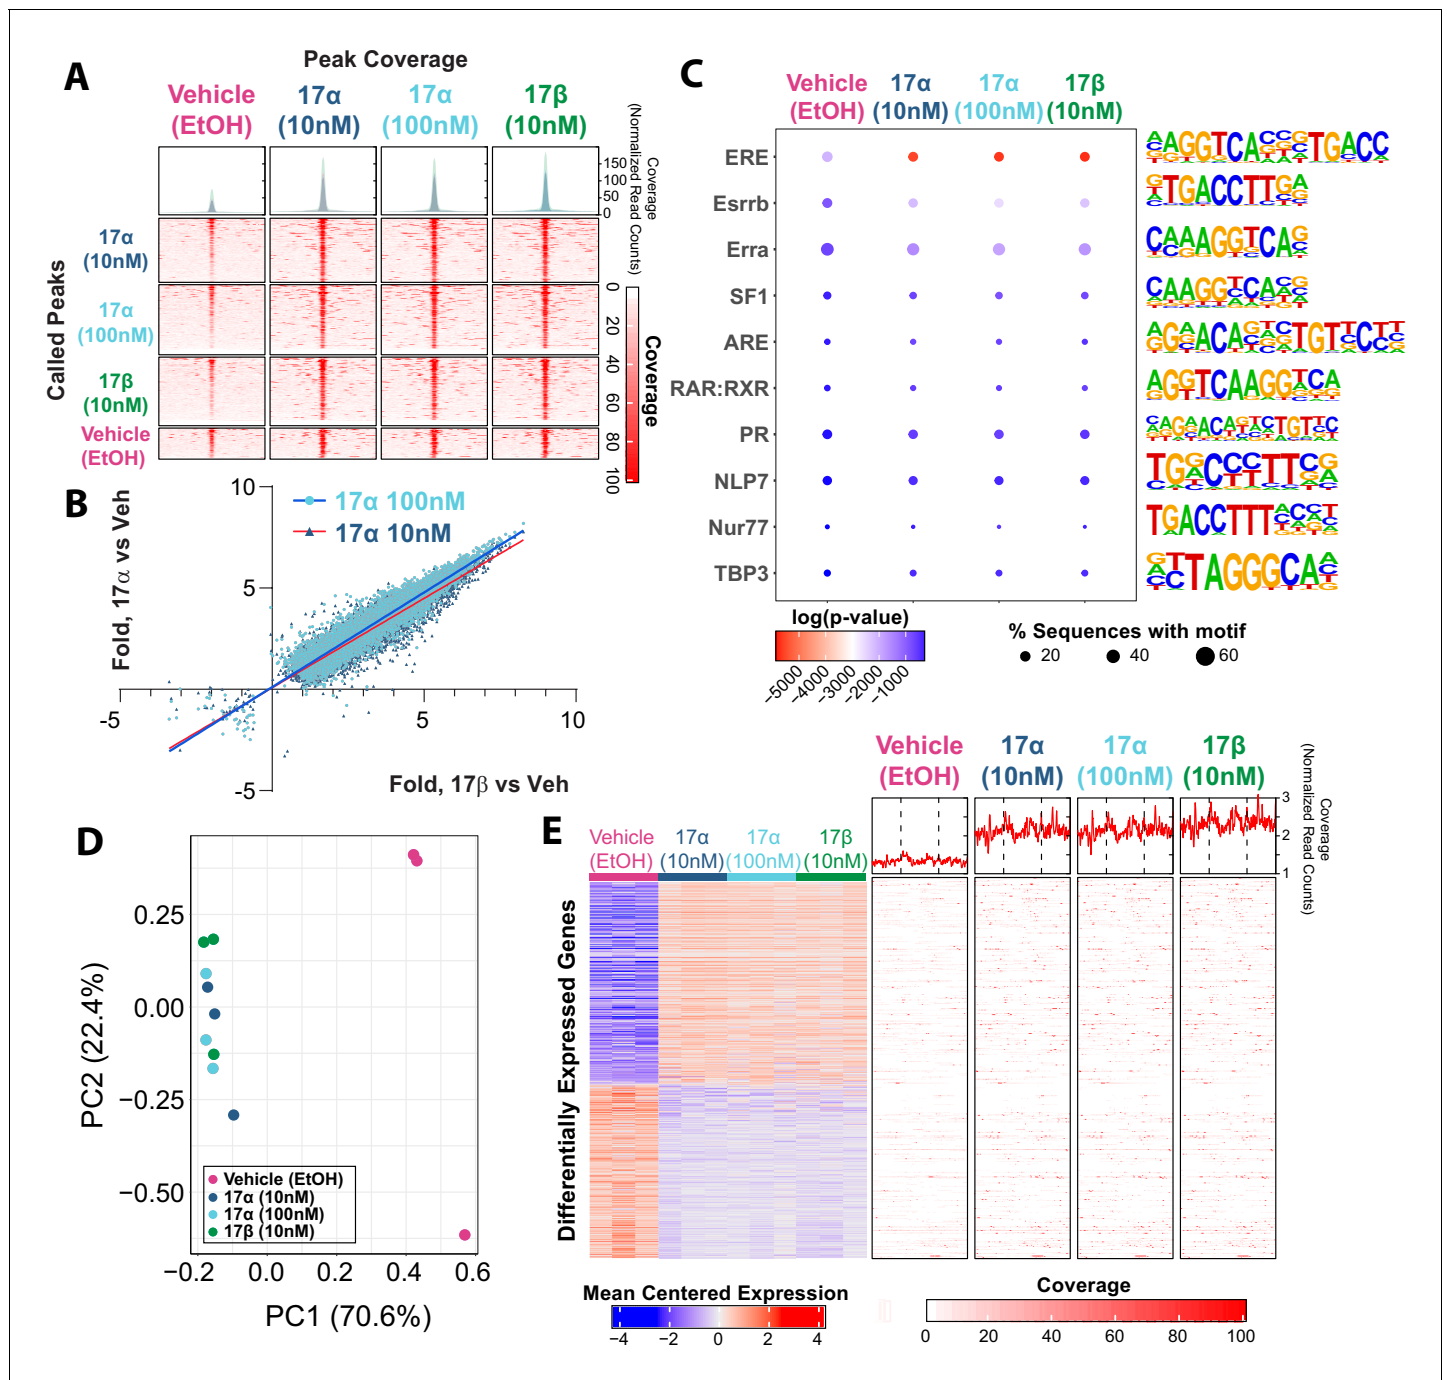 A
Peak Coverage
Vehicle (EtOH)
17α (10nM)
17α (100nM)
17β (10nM)
150
100
50
0
Coverage
(Normalized Read Counts)
Called Peaks
17α (10nM)
17α (100nM)
17β (10nM)
Vehicle (EtOH)
0
20
40
60
80
100
Coverage
B
17α 100nM
17α 10nM
Fold, 17α vs Veh
10
5
-5
-5
5
10
Fold, 17β vs Veh
C
Vehicle (EtOH)
17α (10nM)
17α (100nM)
17β (10nM)
ERE
Esrrb
Erra
SF1
ARE
RAR:RXR
PR
NLP7
Nur77
TBP3
log(p-value)
−5000
−4000
−3000
−2000
−1000
% Sequences with motif
20
40
60
D
PC2 (22.4%)
0.25
0.00
−0.25
−0.50
Vehicle (EtOH)
17α (10nM)
17α (100nM)
17β (10nM)
−0.2
0.0
0.2
0.4
0.6
PC1 (70.6%)
E
Vehicle (EtOH)
17α (10nM)
17α (100nM)
17β (10nM)
Differentially Expressed Genes
Mean Centered Expression
−4
−2
0
2
4
Vehicle (EtOH)
17α (10nM)
17α (100nM)
17β (10nM)
3
2
1
Coverage
(Normalized Read Counts)
Coverage
0
20
40
60
80
100